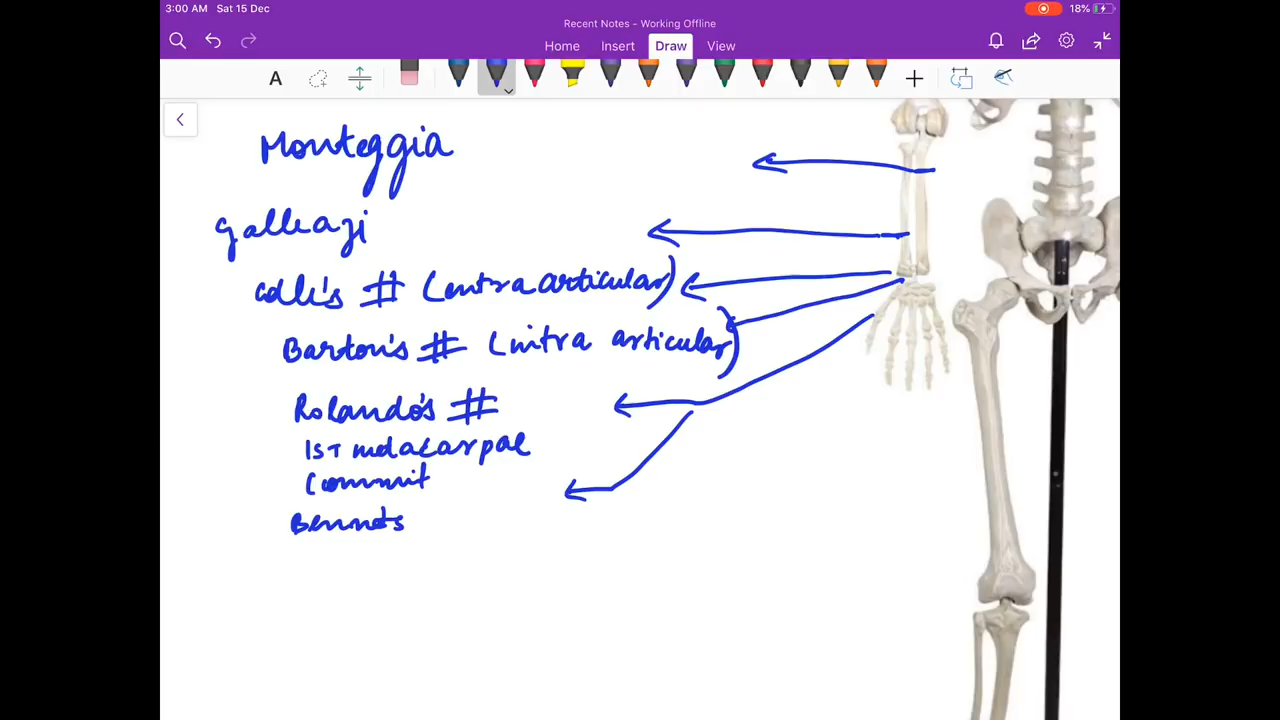 3:00 AM Sat 15 Dec
18%
Recent Notes - Working Offline
Home Insert Draw View
A
Monteggia
Galleazi
Colle's # (extra articular)
Barton's # (intra articular)
Rolando's #
1st metacarpal
(Commit
Bennets